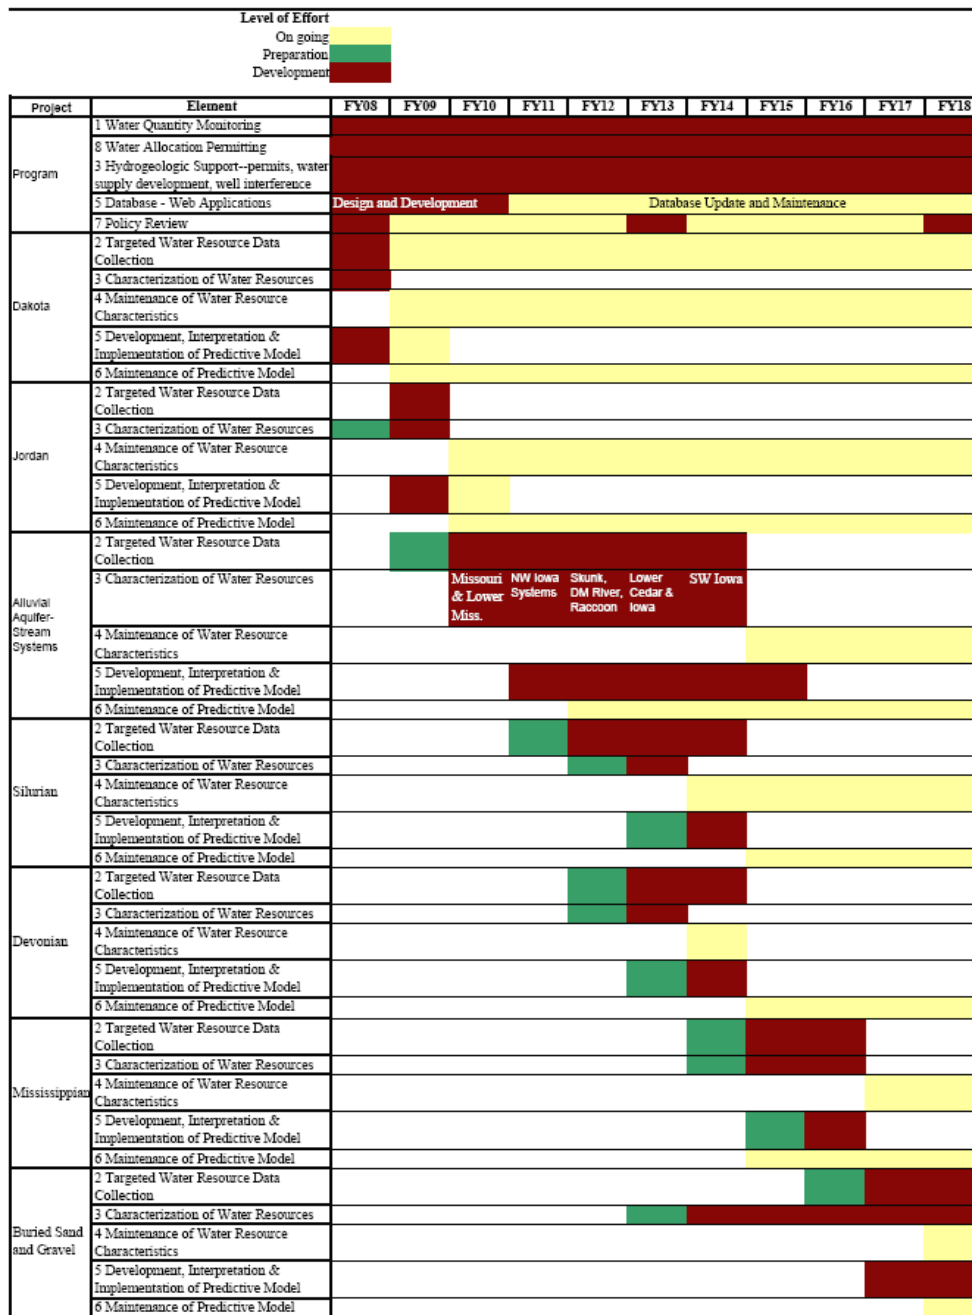 Level of Effort
On going
Preparation
Development
Project Element FY08 FY09 FY10 FY11 FY12 FY13 FY14 FY15 FY16 FY17 FY18
Program
1 Water Quantity Monitoring
8 Water Allocation Permitting
3 Hydrogeologic Support--permits, water
supply development, well interference
5 Database - Web Applications Design and Development Database Update and Maintenance
7 Policy Review
Dakota
2 Targeted Water Resource Data
Collection
3 Characterization of Water Resources
4 Maintenance of Water Resource
Characteristics
5 Development, Interpretation &
Implementation of Predictive Model
6 Maintenance of Predictive Model
Jordan
2 Targeted Water Resource Data
Collection
3 Characterization of Water Resources
4 Maintenance of Water Resource
Characteristics
5 Development, Interpretation &
Implementation of Predictive Model
6 Maintenance of Predictive Model
Alluvial
Aquifer-
Stream
Systems
2 Targeted Water Resource Data
Collection
3 Characterization of Water Resources
Missouri
& Lower
Miss.
NW Iowa
Systems
Skunk,
DM River,
Raccoon
Lower
Cedar &
Iowa
SW Iowa
4 Maintenance of Water Resource
Characteristics
5 Development, Interpretation &
Implementation of Predictive Model
6 Maintenance of Predictive Model
Silurian
2 Targeted Water Resource Data
Collection
3 Characterization of Water Resources
4 Maintenance of Water Resource
Characteristics
5 Development, Interpretation &
Implementation of Predictive Model
6 Maintenance of Predictive Model
Devonian
2 Targeted Water Resource Data
Collection
3 Characterization of Water Resources
4 Maintenance of Water Resource
Characteristics
5 Development, Interpretation &
Implementation of Predictive Model
6 Maintenance of Predictive Model
Mississippian
2 Targeted Water Resource Data
Collection
3 Characterization of Water Resources
4 Maintenance of Water Resource
Characteristics
5 Development, Interpretation &
Implementation of Predictive Model
6 Maintenance of Predictive Model
Buried Sand
and Gravel
2 Targeted Water Resource Data
Collection
3 Characterization of Water Resources
4 Maintenance of Water Resource
Characteristics
5 Development, Interpretation &
Implementation of Predictive Model
6 Maintenance of Predictive Model